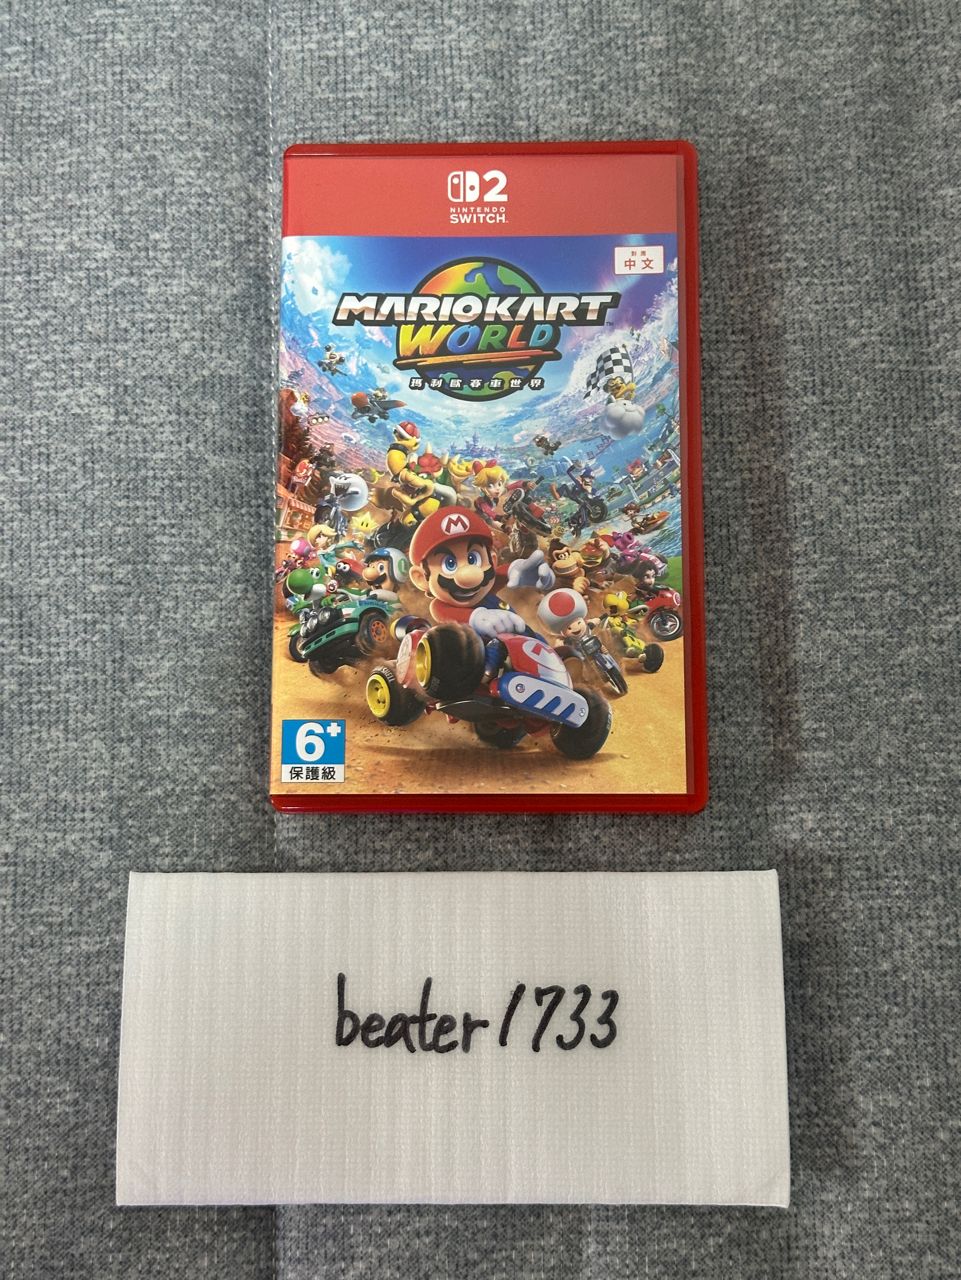 2
NINTENDO
SWITCH
對應
中文
MARIOKART
WORLD
瑪利歐賽車世界
M
6+
保護級
beater1733